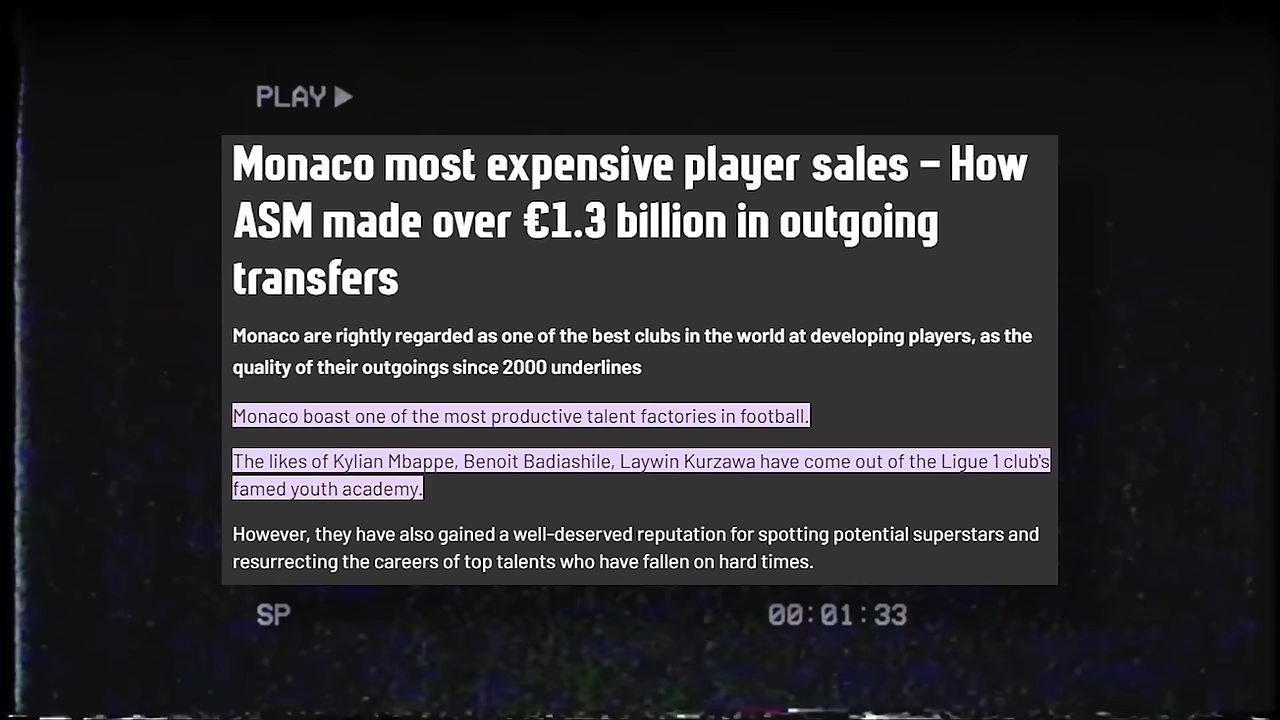 PLAY
Monaco most expensive player sales – How
ASM made over €1.3 billion in outgoing
transfers
Monaco are rightly regarded as one of the best clubs in the world at developing players, as the
quality of their outgoings since 2000 underlines
Monaco boast one of the most productive talent factories in football.
The likes of Kylian Mbappe, Benoit Badiashile, Laywin Kurzawa have come out of the Ligue 1 club's
famed youth academy.
However, they have also gained a well-deserved reputation for spotting potential superstars and
resurrecting the careers of top talents who have fallen on hard times.
SP 00:01:33